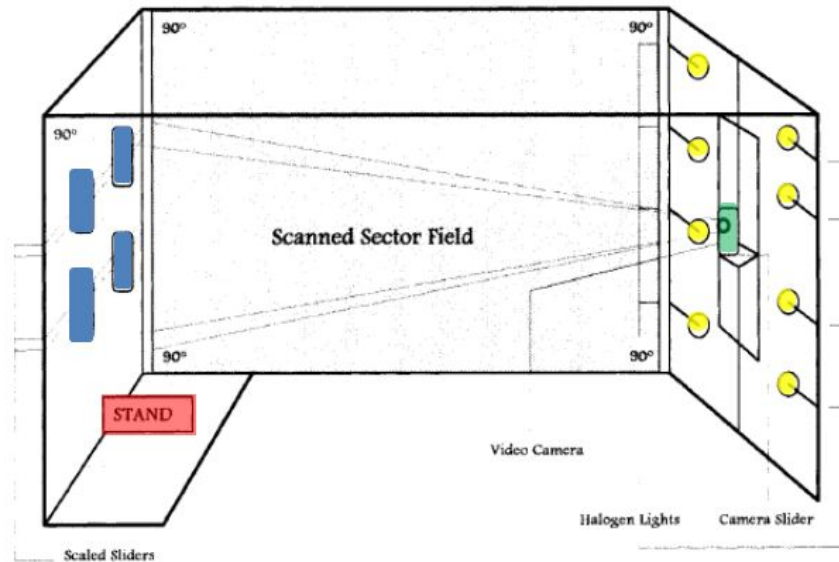 90° 90°
90°
Scanned Sector Field
90° 90°
STAND
Video Camera
Halogen Lights Camera Slider
Scaled Sliders